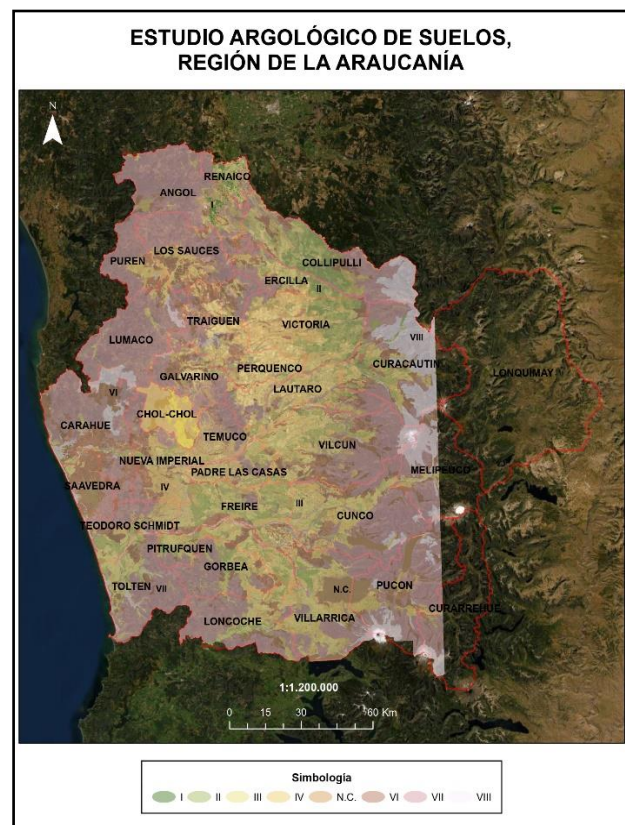 ESTUDIO ARGOLÓGICO DE SUELOS,
REGIÓN DE LA ARAUCANÍA
N
RENAICO
ANGOL
I
LOS SAUCES
PUREN
COLLIPULLI
ERCILLA
II
TRAIGUEN
VICTORIA
LUMACO
VIII
CURACAUTIN
LONQUIMAY
PERQUENCO
GALVARINO
LAUTARO
VI
CHOL-CHOL
CARAHUE
TEMUCO
VILCUN
NUEVA IMPERIAL
MELIPEUCO
PADRE LAS CASAS
SAAVEDRA
IV
FREIRE
III
CUNCO
TEODORO SCHMIDT
PITRUFQUEN
GORBEA
TOLTEN
VII
N.C.
PUCON
CURARREHUE
LONCOCHE
VILLARRICA
1:1.200.000
0 15 30 60 Km
Simbología
I II III IV N.C. VI VII VIII